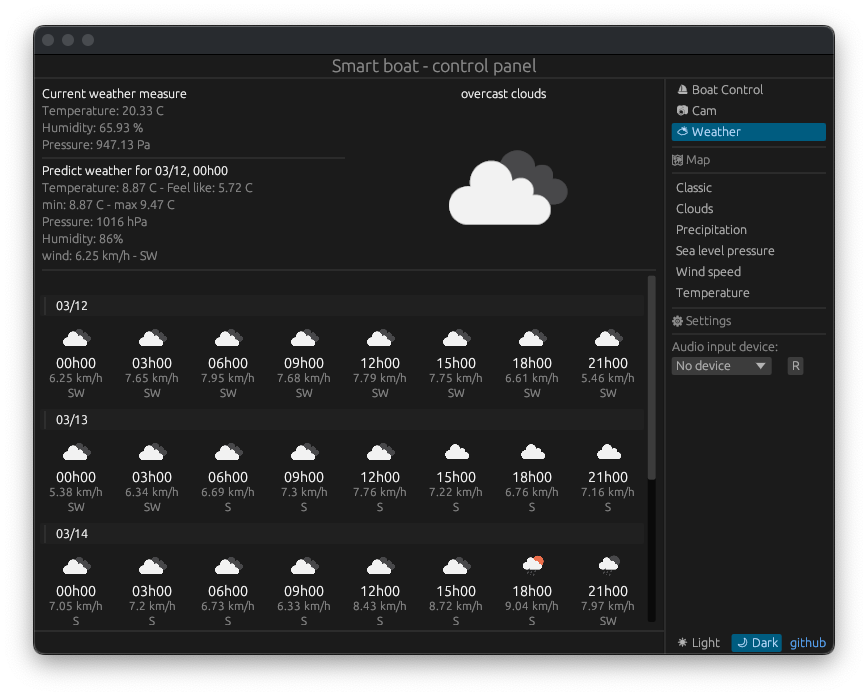 Smart boat - control panel
Current weather measure
Temperature: 20.33 C
Humidity: 65.93 %
Pressure: 947.13 Pa
overcast clouds
Predict weather for 03/12, 00h00
Temperature: 8.87 C - Feel like: 5.72 C
min: 8.87 C - max 9.47 C
Pressure: 1016 hPa
Humidity: 86%
wind: 6.25 km/h - SW
03/12
00h00 03h00 06h00 09h00 12h00 15h00 18h00 21h00
6.25 km/h 7.65 km/h 7.95 km/h 7.68 km/h 7.79 km/h 7.75 km/h 6.61 km/h 5.46 km/h
SW SW SW SW SW SW SW SW
03/13
00h00 03h00 06h00 09h00 12h00 15h00 18h00 21h00
5.38 km/h 6.34 km/h 6.69 km/h 7.3 km/h 7.76 km/h 7.22 km/h 6.76 km/h 7.16 km/h
SW SW S S S S S S
03/14
00h00 03h00 06h00 09h00 12h00 15h00 18h00 21h00
7.05 km/h 7.2 km/h 6.73 km/h 6.33 km/h 8.43 km/h 8.72 km/h 9.04 km/h 7.97 km/h
S S S S S S S SW
Boat Control
Cam
Weather
Map
Classic
Clouds
Precipitation
Sea level pressure
Wind speed
Temperature
Settings
Audio input device:
No device R
Light Dark github